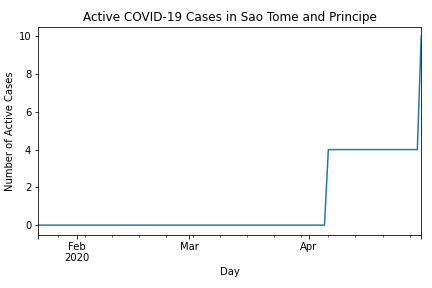 Active COVID-19 Cases in Sao Tome and Principe
Number of Active Cases
10
8
6
4
2
0
Feb
2020
Mar
Apr
Day